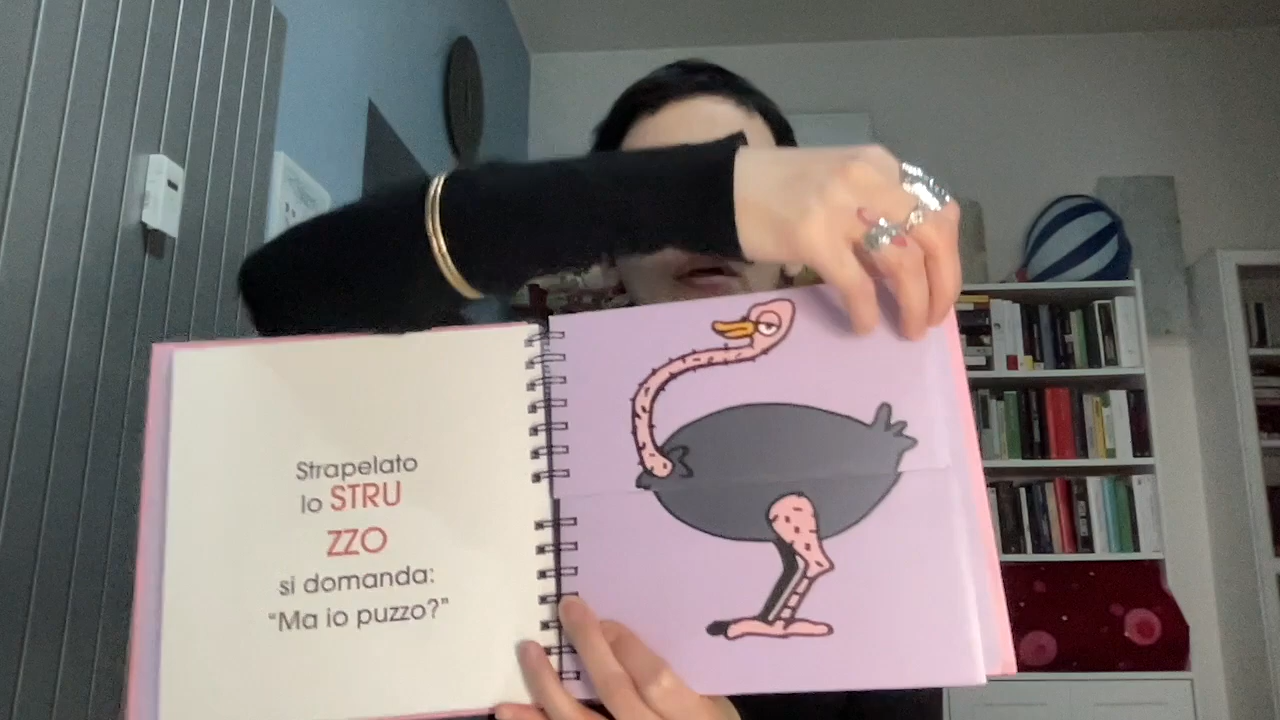 Strapelato
lo STRU
ZZO
si domanda:
“Ma io puzzo?”